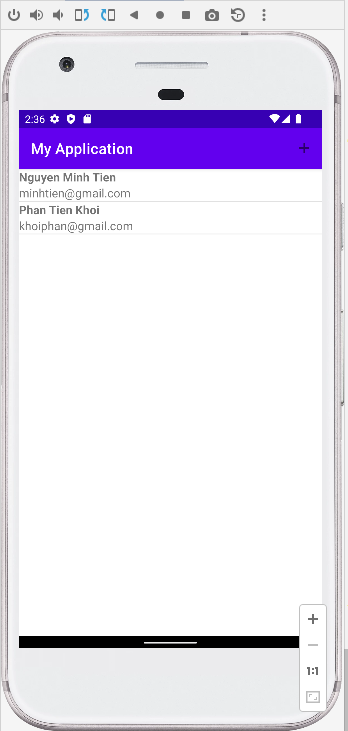 2:36
My Application
Nguyen Minh Tien
minhtien@gmail.com
Phan Tien Khoi
khoiphan@gmail.com
1:1